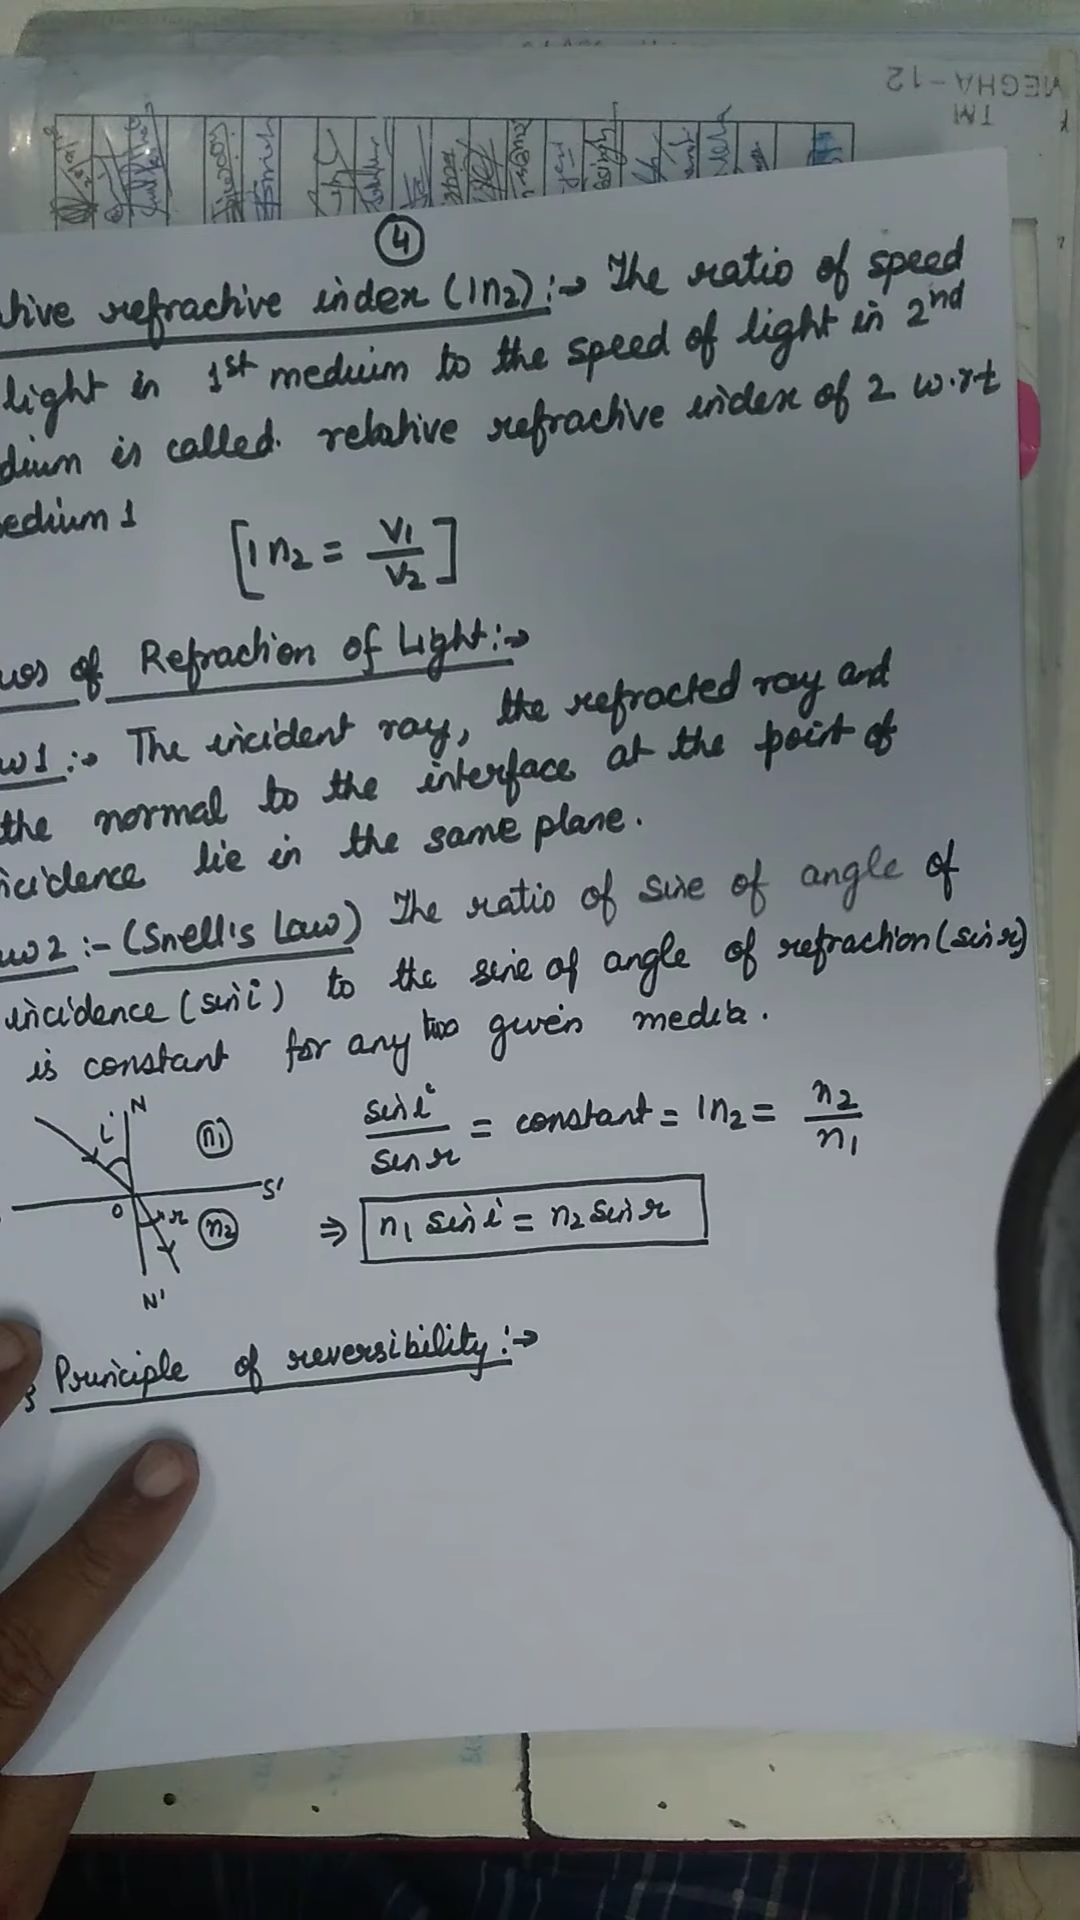 MEGHA-12
TM
4
tive refractive index (1n2) :→ The ratio of speed
light in 1st medium to the speed of light in 2nd
dium is called. relative refractive index of 2 w.r.t
edium 1
[1n2 = V1/V2]
of Refraction of Light :→
w1 :→ The incident ray, the refracted ray and
the normal to the interface at the point of
cidence lie in the same plane.
w2 :- (Snell's Law) The ratio of sine of angle of
incidence (sin i) to the sine of angle of refraction (sin r)
is constant for any two given media.
N
i
n1
S'
O
r
n2
N'
sin i / sin r = constant = 1n2 = n2/n1
⇒ n1 sin i = n2 sin r
Principle of reversibility :→